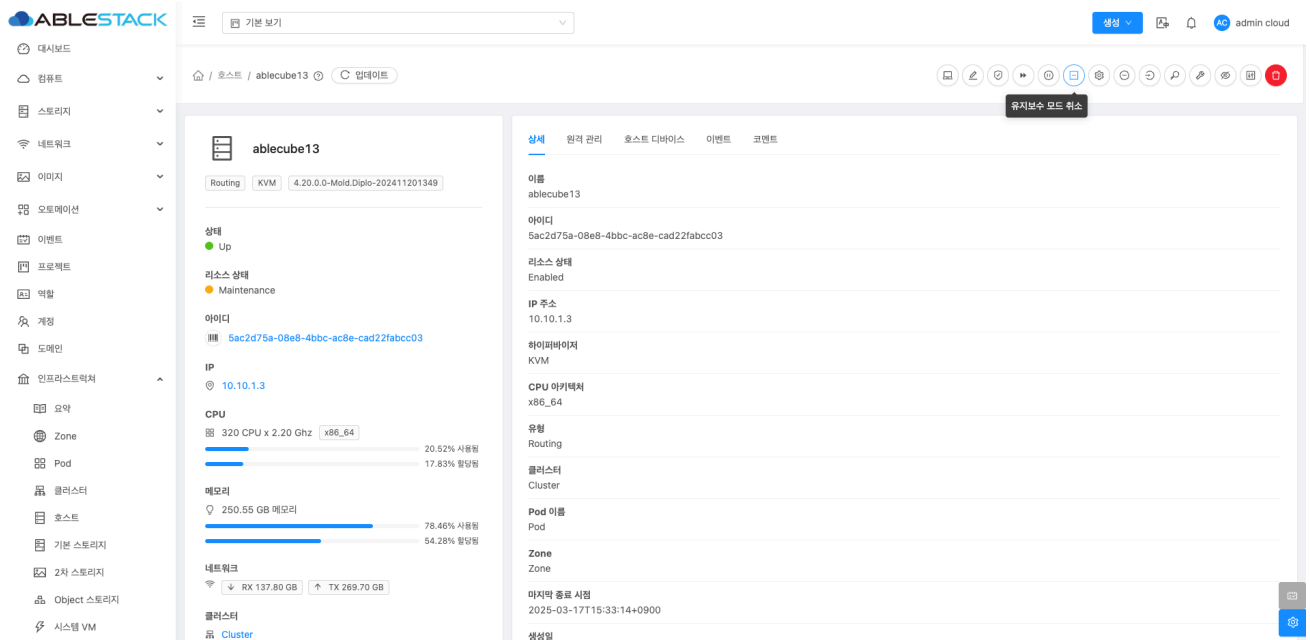 ABLESTACK
기본 보기
생성
AC
admin cloud
대시보드
컴퓨트
스토리지
네트워크
이미지
오토메이션
이벤트
프로젝트
역할
계정
도메인
인프라스트럭쳐
요약
Zone
Pod
클러스터
호스트
기본 스토리지
2차 스토리지
Object 스토리지
시스템 VM
/ 호스트 / ablecube13
업데이트
유지보수 모드 취소
ablecube13
Routing
KVM
4.20.0.0-Mold.Diplo-202411201349
상태
Up
리소스 상태
Maintenance
아이디
5ac2d75a-08e8-4bbc-ac8e-cad22fabcc03
IP
10.10.1.3
CPU
320 CPU x 2.20 Ghz
x86_64
20.52% 사용됨
17.83% 할당됨
메모리
250.55 GB 메모리
78.46% 사용됨
54.28% 할당됨
네트워크
RX 137.80 GB
TX 269.70 GB
클러스터
Cluster
상세
원격 관리
호스트 디바이스
이벤트
코멘트
이름
ablecube13
아이디
5ac2d75a-08e8-4bbc-ac8e-cad22fabcc03
리소스 상태
Enabled
IP 주소
10.10.1.3
하이퍼바이저
KVM
CPU 아키텍처
x86_64
유형
Routing
클러스터
Cluster
Pod 이름
Pod
Zone
Zone
마지막 종료 시점
2025-03-17T15:33:14+0900
생성일